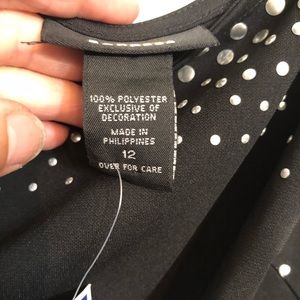 100% POLYESTER
EXCLUSIVE OF
DECORATION
MADE IN
PHILIPPINES
12
OVER FOR CARE